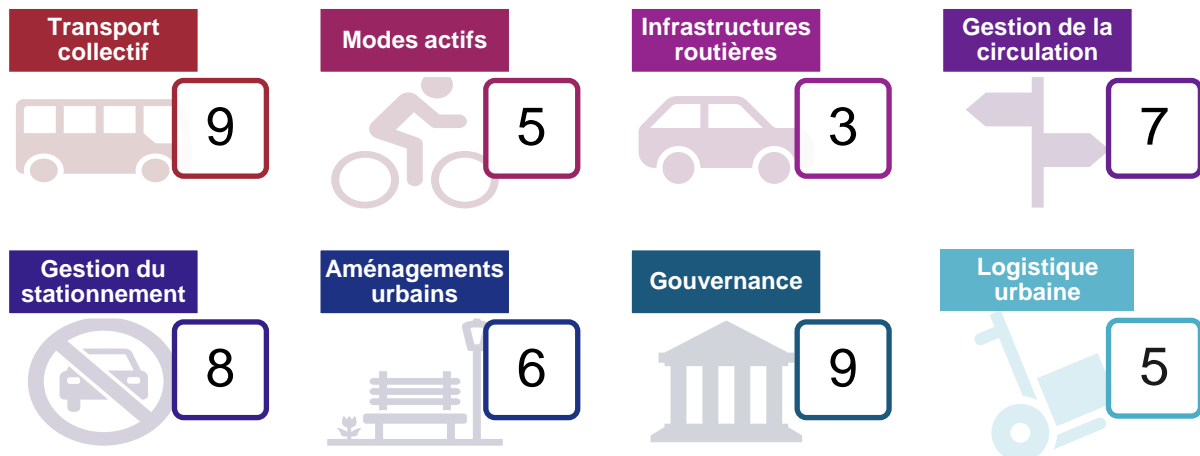 Transport
collectif
9
Modes actifs
5
Infrastructures
routières
3
Gestion de la
circulation
7
Gestion du
stationnement
8
Aménagements
urbains
6
Gouvernance
9
Logistique
urbaine
5